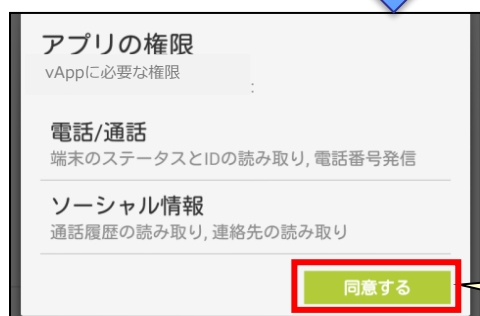 アプリの権限
vAppに必要な権限
:
電話/通話
端末のステータスとIDの読み取り, 電話番号発信
ソーシャル情報
通話履歴の読み取り, 連絡先の読み取り
同意する